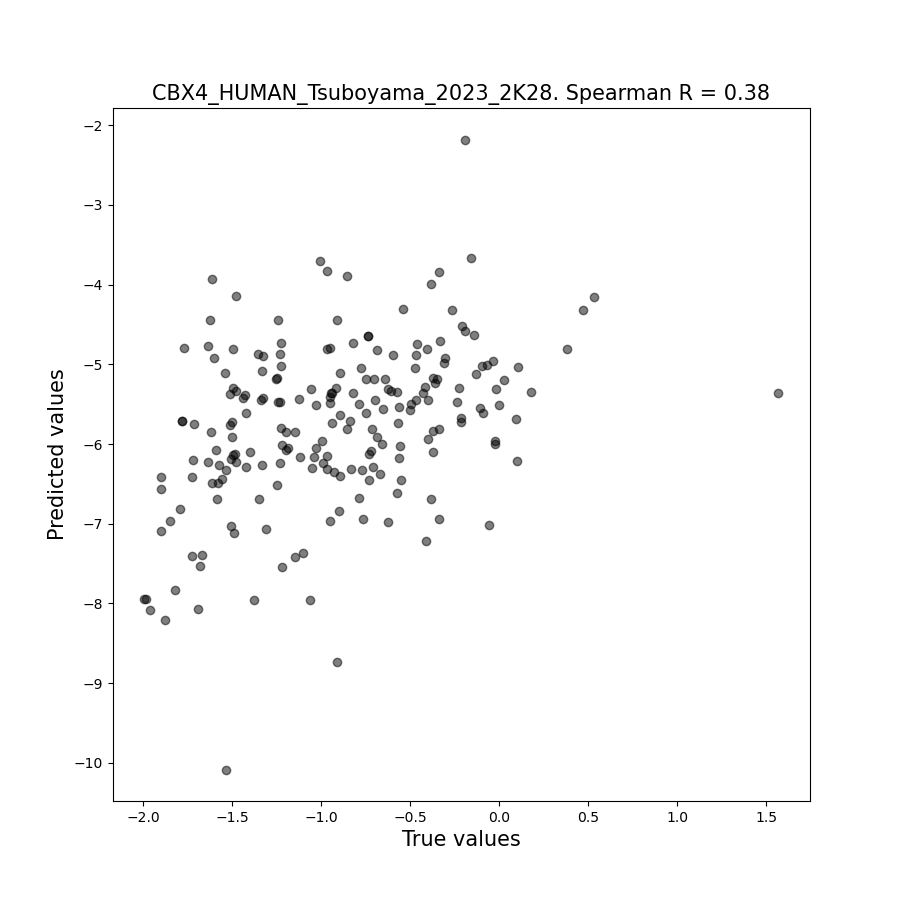 CBX4_HUMAN_Tsuboyama_2023_2K28. Spearman R = 0.38
−2
−3
−4
−5
−6
−7
−8
−9
−10
Predicted values
−2.0 −1.5 −1.0 −0.5 0.0 0.5 1.0 1.5
True values